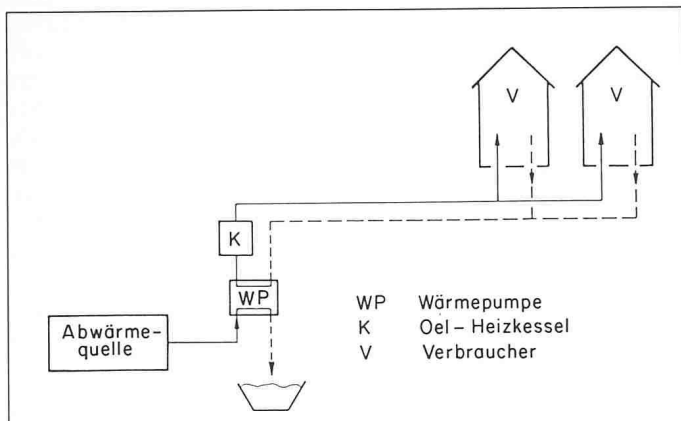 V
V
K
WP
Abwärme-
quelle
WP Wärmepumpe
K Oel-Heizkessel
V Verbraucher